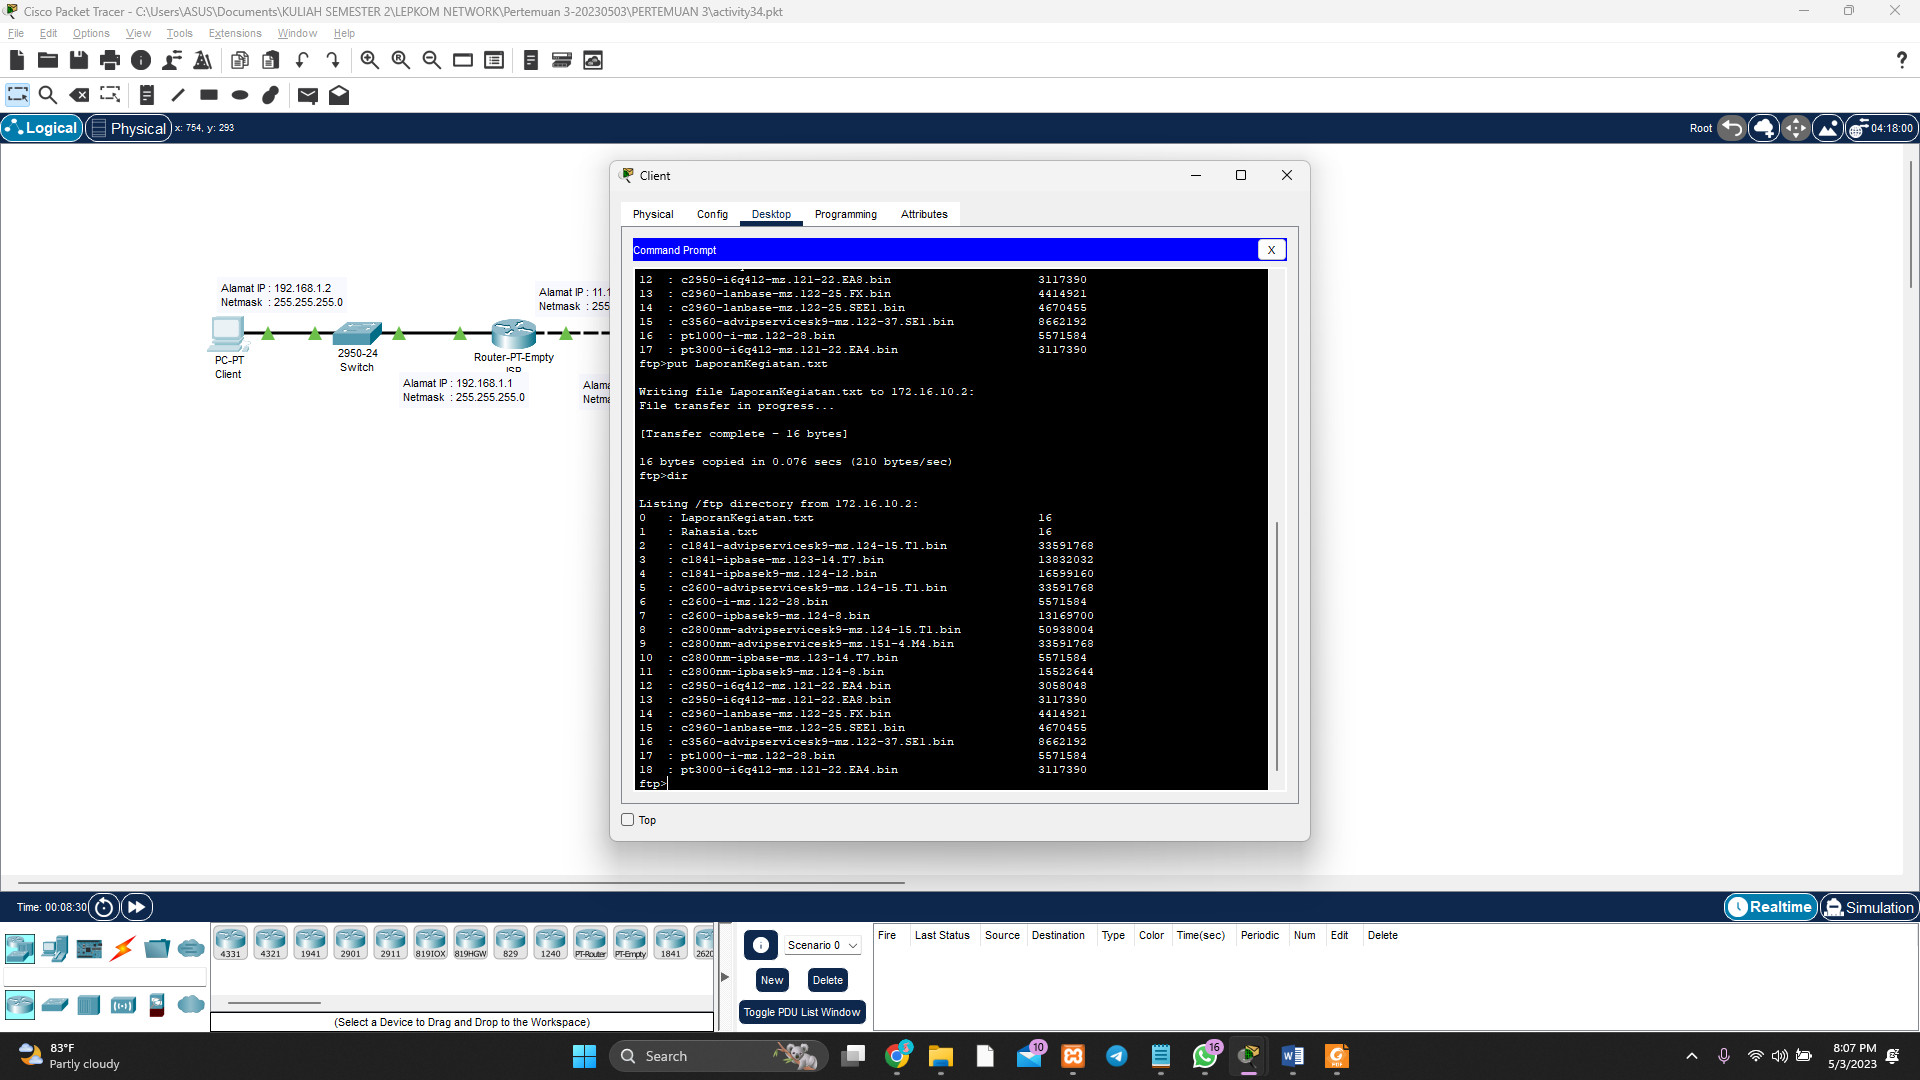 Cisco Packet Tracer - C:\Users\ASUS\Documents\KULIAH SEMESTER 2\LEPKOM NETWORK\Pertemuan 3-20230503\PERTEMUAN 3\activity34.pkt
File Edit Options View Tools Extensions Window Help
Logical Physical x: 754, y: 293
Root 04:18:00
Client
Physical Config Desktop Programming Attributes
Command Prompt X
12 : c2950-i6q4l2-mz.121-22.EA8.bin 3117390
13 : c2960-lanbase-mz.122-25.FX.bin 4414921
14 : c2960-lanbase-mz.122-25.SEE1.bin 4670455
15 : c3560-advipservicesk9-mz.122-37.SE1.bin 8662192
16 : pt1000-i-mz.122-28.bin 5571584
17 : pt3000-i6q4l2-mz.121-22.EA4.bin 3117390
ftp>put LaporanKegiatan.txt
Writing file LaporanKegiatan.txt to 172.16.10.2:
File transfer in progress...
[Transfer complete - 16 bytes]
16 bytes copied in 0.076 secs (210 bytes/sec)
ftp>dir
Listing /ftp directory from 172.16.10.2:
0 : LaporanKegiatan.txt 16
1 : Rahasia.txt 16
2 : c1841-advipservicesk9-mz.124-15.T1.bin 33591768
3 : c1841-ipbase-mz.123-14.T7.bin 13832032
4 : c1841-ipbasek9-mz.124-12.bin 16599160
5 : c2600-advipservicesk9-mz.124-15.T1.bin 33591768
6 : c2600-i-mz.122-28.bin 5571584
7 : c2600-ipbasek9-mz.124-8.bin 13169700
8 : c2800nm-advipservicesk9-mz.124-15.T1.bin 50938004
9 : c2800nm-advipservicesk9-mz.151-4.M4.bin 33591768
10 : c2800nm-ipbase-mz.123-14.T7.bin 5571584
11 : c2800nm-ipbasek9-mz.124-8.bin 15522644
12 : c2950-i6q4l2-mz.121-22.EA4.bin 3058048
13 : c2950-i6q4l2-mz.121-22.EA8.bin 3117390
14 : c2960-lanbase-mz.122-25.FX.bin 4414921
15 : c2960-lanbase-mz.122-25.SEE1.bin 4670455
16 : c3560-advipservicesk9-mz.122-37.SE1.bin 8662192
17 : pt1000-i-mz.122-28.bin 5571584
18 : pt3000-i6q4l2-mz.121-22.EA4.bin 3117390
ftp>
Top
Alamat IP : 192.168.1.2
Netmask : 255.255.255.0
Alamat IP : 11.1
Netmask : 255
PC-PT
Client
2950-24
Switch
Router-PT-Empty
ISP
Alamat IP : 192.168.1.1
Netmask : 255.255.255.0
Alama
Netma
Time: 00:08:30
Realtime Simulation
4331 4321 1941 2901 2911 819IOX 819HGW 829 1240 PT-Router PT-Empty 1841 2620
(Select a Device to Drag and Drop to the Workspace)
Scenario 0
New Delete
Toggle PDU List Window
Fire Last Status Source Destination Type Color Time(sec) Periodic Num Edit Delete
83°F
Partly cloudy
Search
10
16
8:07 PM
5/3/2023